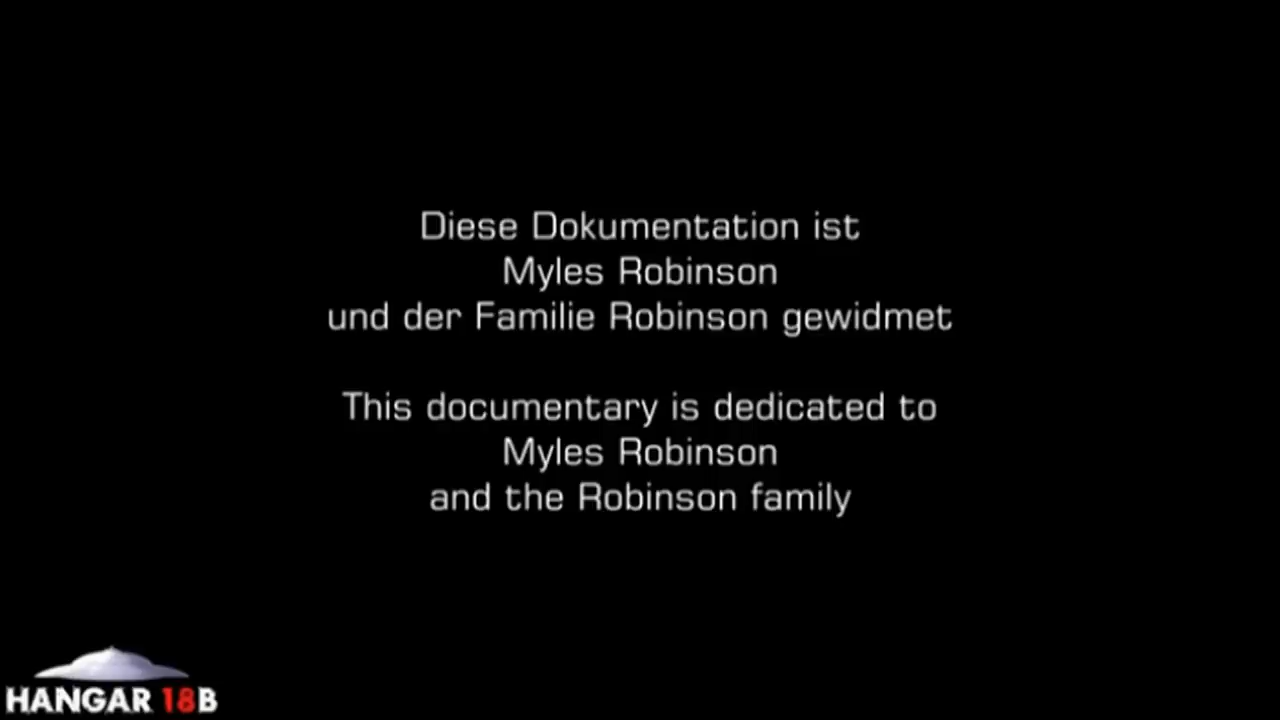 Diese Dokumentation ist
Myles Robinson
und der Familie Robinson gewidmet
This documentary is dedicated to
Myles Robinson
and the Robinson family
HANGAR 18B